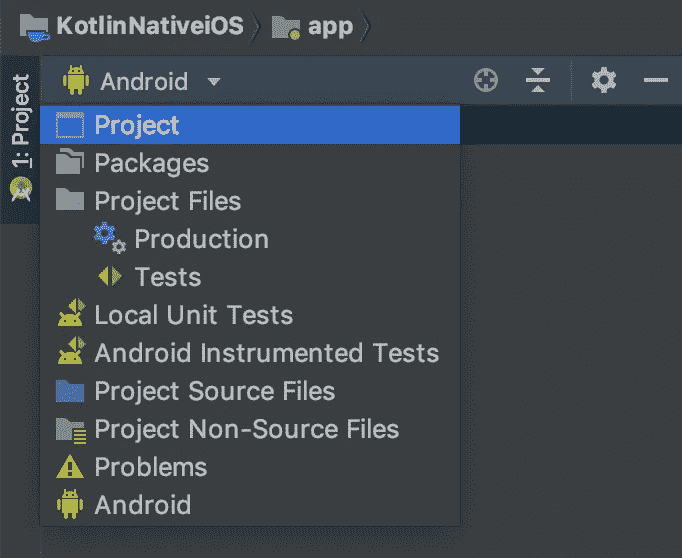 KotlinNativeiOS app
1: Project
Android
Project
Packages
Project Files
Production
Tests
Local Unit Tests
Android Instrumented Tests
Project Source Files
Project Non-Source Files
Problems
Android